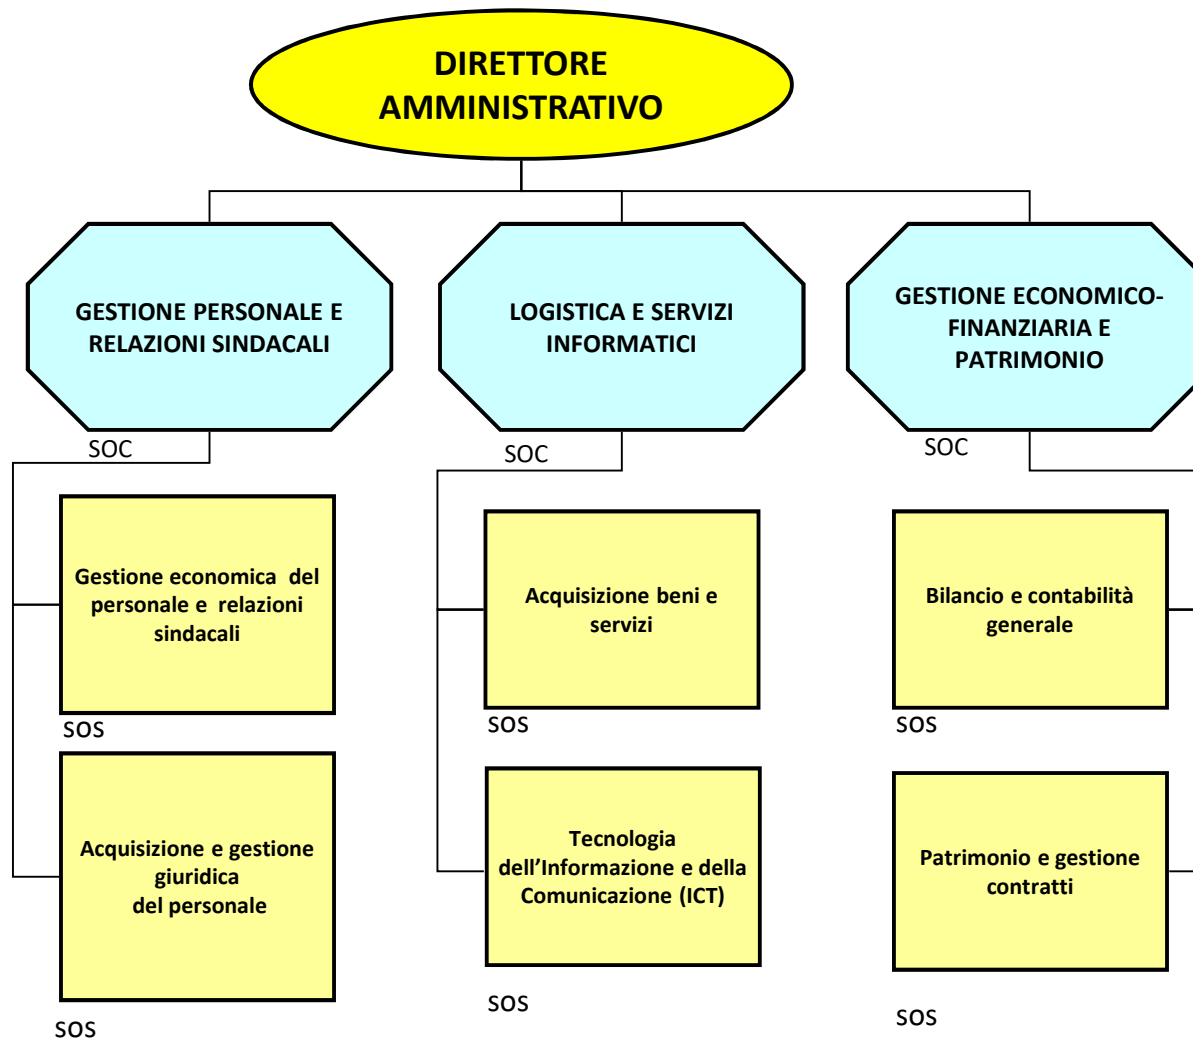 DIRETTORE
AMMINISTRATIVO
GESTIONE PERSONALE E
RELAZIONI SINDACALI
LOGISTICA E SERVIZI
INFORMATICI
GESTIONE ECONOMICO-
FINANZIARIA E
PATRIMONIO
SOC
SOC
SOC
Gestione economica del
personale e relazioni
sindacali
Acquisizione beni e
servizi
Bilancio e contabilità
generale
SOS
SOS
SOS
Acquisizione e gestione
giuridica
del personale
Tecnologia
dell’Informazione e della
Comunicazione (ICT)
Patrimonio e gestione
contratti
SOS
SOS
SOS